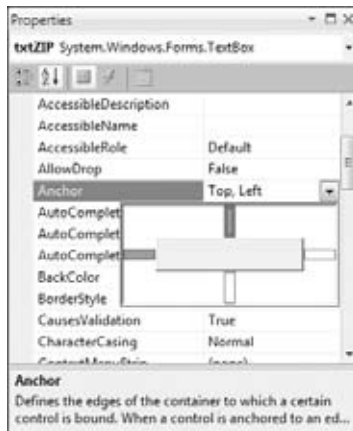 Properties
txtZIP System.Windows.Forms.TextBox
AccessibleDescription
AccessibleName
AccessibleRole Default
AllowDrop False
Anchor Top, Left
AutoComplet
AutoComplet
AutoComplet
BackColor
BorderStyle
CausesValidation True
CharacterCasing Normal
ContextMenuStrip (none)
Anchor
Defines the edges of the container to which a certain
control is bound. When a control is anchored to an ed...